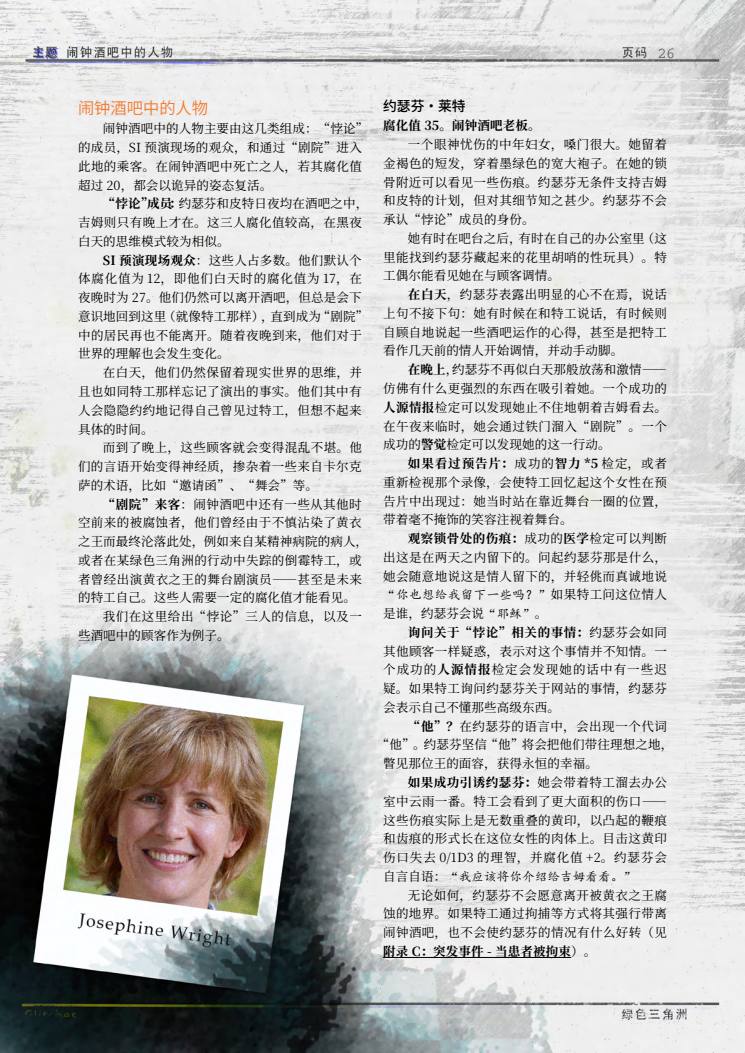 主题 闹钟酒吧中的人物
页码 26
闹钟酒吧中的人物
闹钟酒吧中的人物主要由这几类组成：“悖论”
的成员，SI 预演现场的观众，和通过“剧院”进入
此地的乘客。在闹钟酒吧中死亡之人，若其腐化值
超过 20，都会以诡异的姿态复活。
“悖论”成员: 约瑟芬和皮特日夜均在酒吧之中，
吉姆则只有晚上才在。这三人腐化值较高，在黑夜
白天的思维模式较为相似。
SI 预演现场观众：这些人占多数。他们默认个
体腐化值为 12，即他们白天时的腐化值为 17，在
夜晚时为 27。他们仍然可以离开酒吧，但总是会下
意识地回到这里（就像特工那样），直到成为“剧院”
中的居民再也不能离开。随着夜晚到来，他们对于
世界的理解也会发生变化。
在白天，他们仍然保留着现实世界的思维，并
且也如同特工那样忘记了演出的事实。他们其中有
人会隐隐约约地记得自己曾见过特工，但想不起来
具体的时间。
而到了晚上，这些顾客就会变得混乱不堪。他
们的言语开始变得神经质，掺杂着一些来自卡尔克
萨的术语，比如“邀请函”、“舞会”等。
“剧院”来客：闹钟酒吧中还有一些从其他时
空前来的被腐蚀者，他们曾经由于不慎沾染了黄衣
之王而最终沦落此处，例如来自某精神病院的病人，
或者在某绿色三角洲的行动中失踪的倒霉特工，或
者曾经出演黄衣之王的舞台剧演员——甚至是未来
的特工自己。这些人需要一定的腐化值才能看见。
我们在这里给出“悖论”三人的信息，以及一
些酒吧中的顾客作为例子。
Josephine Wright
约瑟芬・莱特
腐化值 35。闹钟酒吧老板。
一个眼神忧伤的中年妇女，嗓门很大。她留着
金褐色的短发，穿着墨绿色的宽大袍子。在她的锁
骨附近可以看见一些伤痕。约瑟芬无条件支持吉姆
和皮特的计划，但对其细节知之甚少。约瑟芬不会
承认“悖论”成员的身份。
她有时在吧台之后，有时在自己的办公室里（这
里能找到约瑟芬藏起来的花里胡哨的性玩具）。特
工偶尔能看见她在与顾客调情。
在白天，约瑟芬表露出明显的心不在焉，说话
上句不接下句：她有时候在和特工说话，有时候则
自顾自地说起一些酒吧运作的心得，甚至是把特工
看作几天前的情人开始调情，并动手动脚。
在晚上，约瑟芬不再似白天那般放荡和激情——
仿佛有什么更强烈的东西在吸引着她。一个成功的
人源情报检定可以发现她止不住地朝着吉姆看去。
在午夜来临时，她会通过铁门溜入“剧院”。一个
成功的警觉检定可以发现她的这一行动。
如果看过预告片：成功的智力 *5 检定，或者
重新检视那个录像，会使特工回忆起这个女性在预
告片中出现过：她当时站在靠近舞台一圈的位置，
带着毫不掩饰的笑容注视着舞台。
观察锁骨处的伤痕：成功的医学检定可以判断
出这是在两天之内留下的。问起约瑟芬那是什么，
她会随意地说这是情人留下的，并轻佻而真诚地说
“你也想给我留下一些吗？”如果特工问这位情人
是谁，约瑟芬会说“耶稣”。
询问关于“悖论”相关的事情：约瑟芬会如同
其他顾客一样疑惑，表示对这个事情并不知情。一
个成功的人源情报检定会发现她的话中有一些迟
疑。如果特工询问约瑟芬关于网站的事情，约瑟芬
会表示自己不懂那些高级东西。
“他”？在约瑟芬的语言中，会出现一个代词
“他”。约瑟芬坚信“他”将会把他们带往理想之地，
瞥见那位王的面容，获得永恒的幸福。
如果成功引诱约瑟芬：她会带着特工溜去办公
室中云雨一番。特工会看到了更大面积的伤口——
这些伤痕实际上是无数重叠的黄印，以凸起的鞭痕
和齿痕的形式长在这位女性的肉体上。目击这黄印
伤口失去 0/1D3 的理智，并腐化值 +2。约瑟芬会
自言自语：“我应该将你介绍给吉姆看看。”
无论如何，约瑟芬不会愿意离开被黄衣之王腐
蚀的地界。如果特工通过拘捕等方式将其强行带离
闹钟酒吧，也不会使约瑟芬的情况有什么好转（见
附录 C：突发事件 - 当患者被拘束）。
绿色三角洲